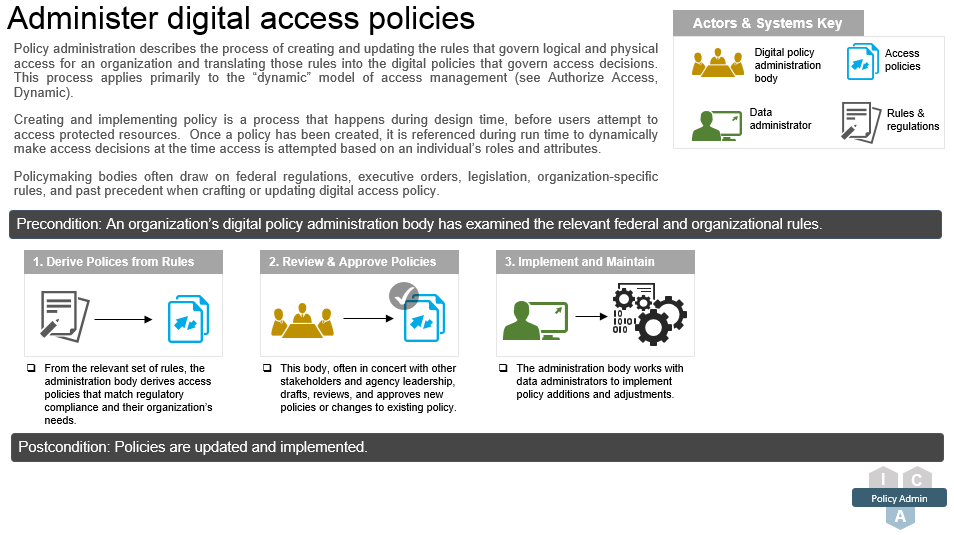 Administer digital access policies
Policy administration describes the process of creating and updating the rules that govern logical and physical
access for an organization and translating those rules into the digital policies that govern access decisions.
This process applies primarily to the “dynamic” model of access management (see Authorize Access,
Dynamic).
Creating and implementing policy is a process that happens during design time, before users attempt to
access protected resources. Once a policy has been created, it is referenced during run time to dynamically
make access decisions at the time access is attempted based on an individual’s roles and attributes.
Policymaking bodies often draw on federal regulations, executive orders, legislation, organization-specific
rules, and past precedent when crafting or updating digital access policy.
Actors & Systems Key
Digital policy
administration
body
Access
policies
Data
administrator
Rules &
regulations
Precondition: An organization’s digital policy administration body has examined the relevant federal and organizational rules.
1. Derive Polices from Rules
❑ From the relevant set of rules, the
administration body derives access
policies that match regulatory
compliance and their organization’s
needs.
2. Review & Approve Policies
❑ This body, often in concert with other
stakeholders and agency leadership,
drafts, reviews, and approves new
policies or changes to existing policy.
3. Implement and Maintain
10
10101
010
❑ The administration body works with
data administrators to implement
policy additions and adjustments.
Postcondition: Policies are updated and implemented.
I C
Policy Admin
A